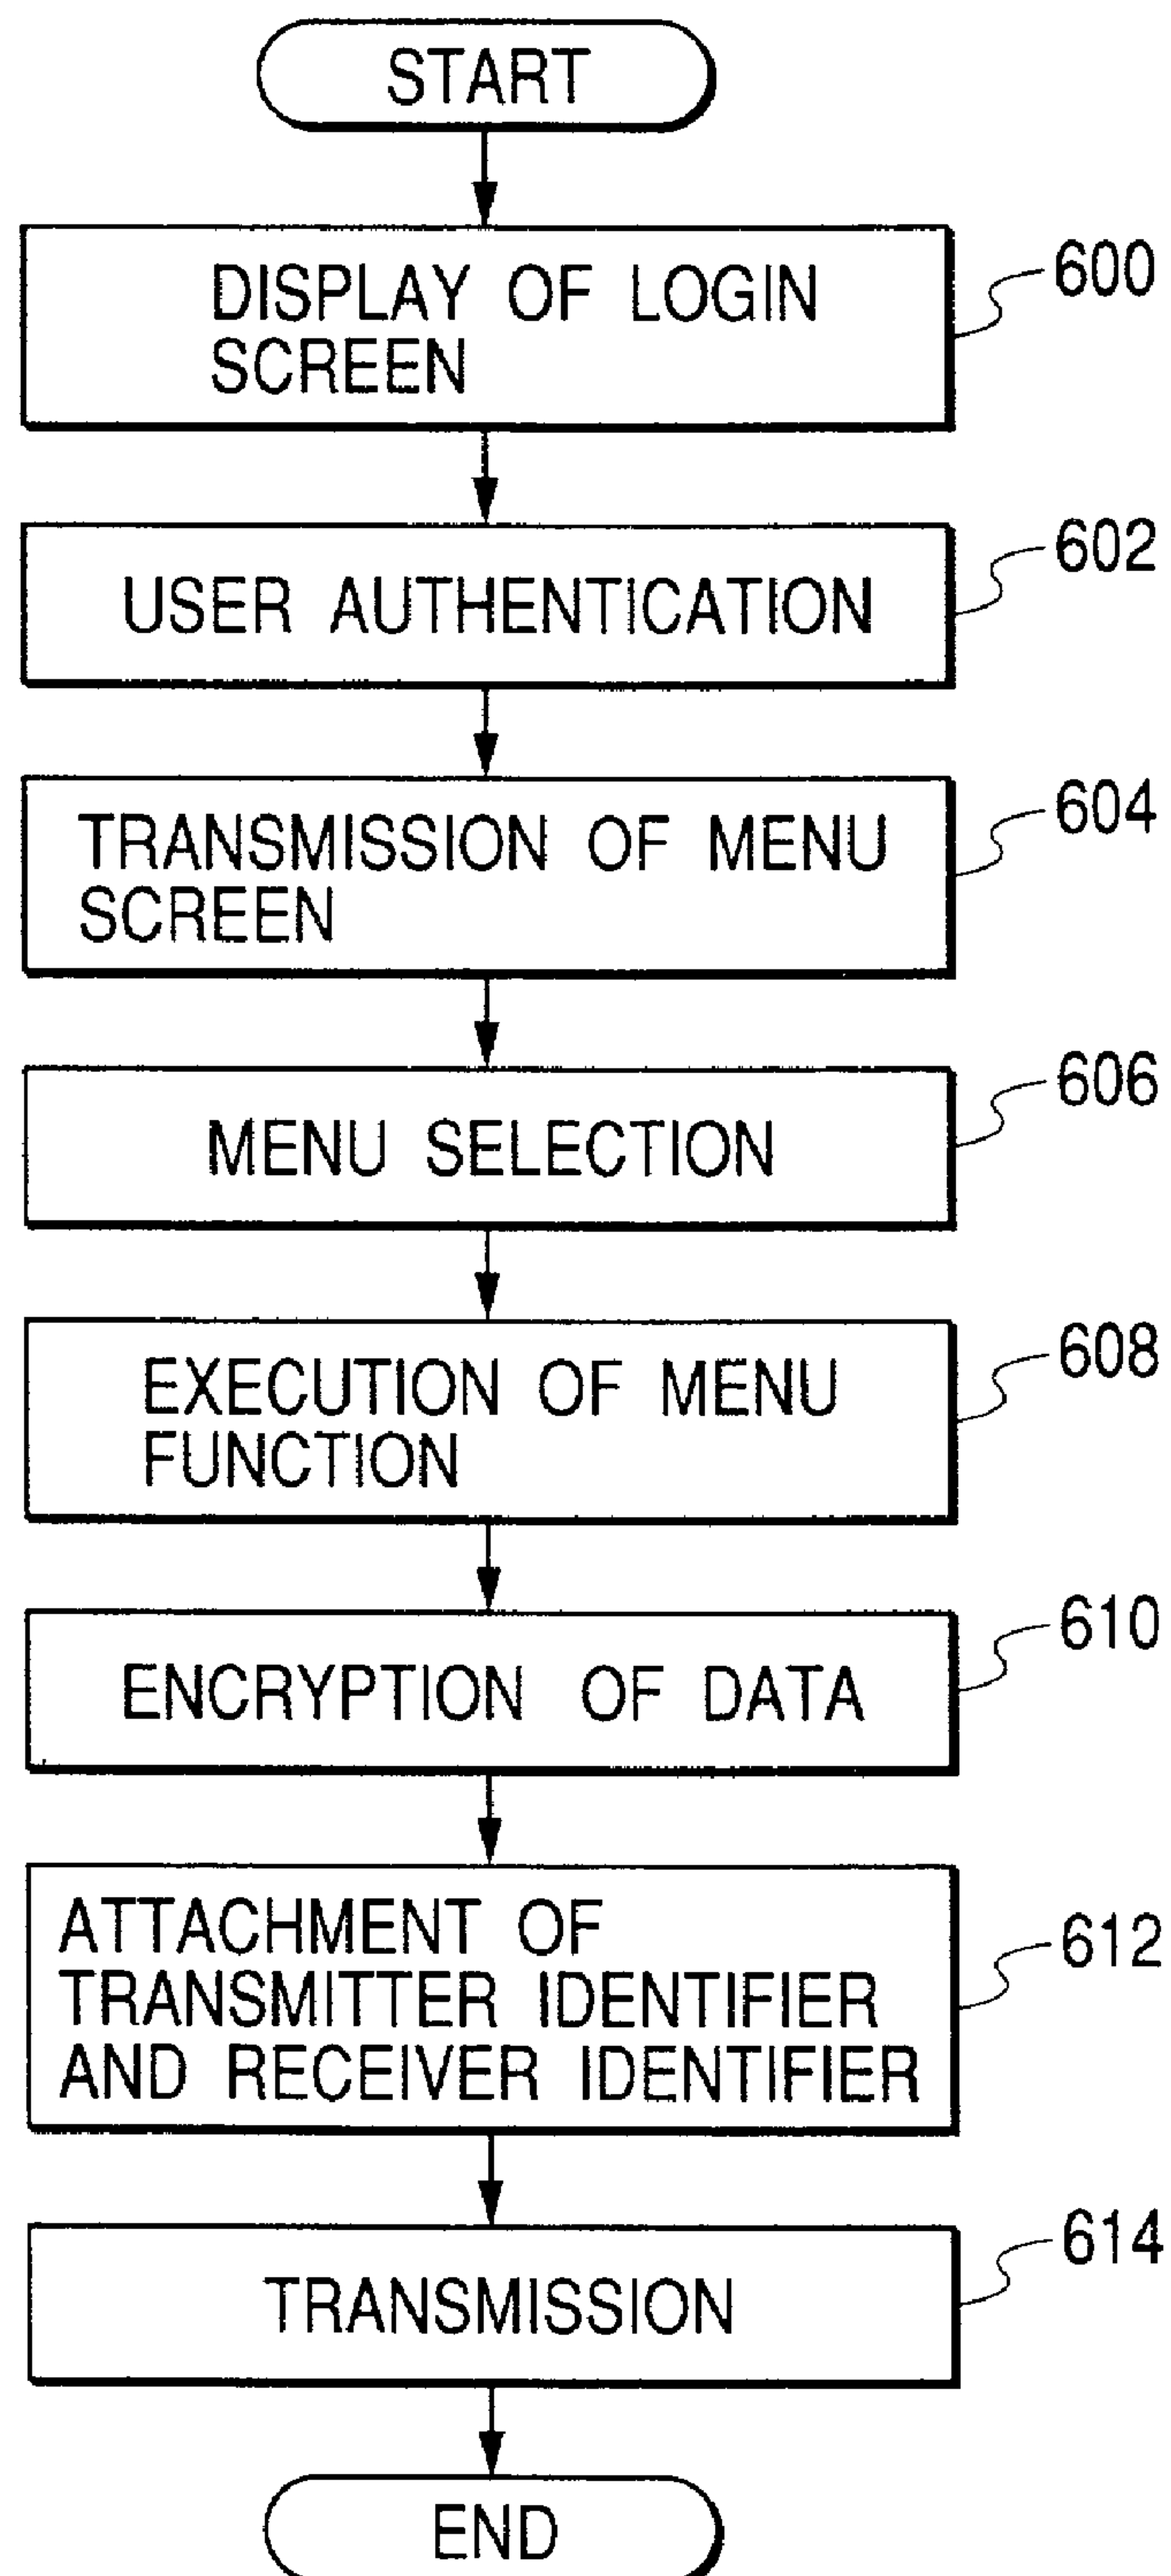 START
DISPLAY OF LOGIN
SCREEN
600
USER AUTHENTICATION
602
TRANSMISSION OF MENU
SCREEN
604
MENU SELECTION
606
EXECUTION OF MENU
FUNCTION
608
ENCRYPTION OF DATA
610
ATTACHMENT OF
TRANSMITTER IDENTIFIER
AND RECEIVER IDENTIFIER
612
TRANSMISSION
614
END